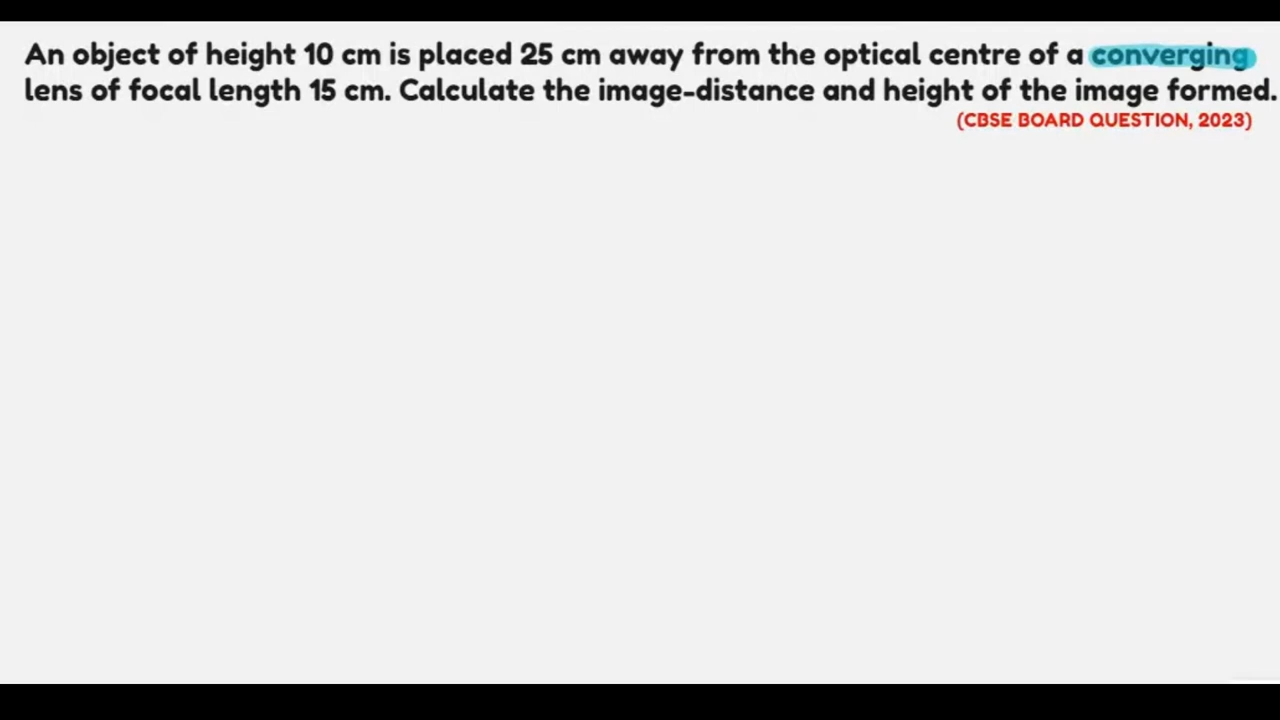 An object of height 10 cm is placed 25 cm away from the optical centre of a converging
lens of focal length 15 cm. Calculate the image-distance and height of the image formed.
(CBSE BOARD QUESTION, 2023)